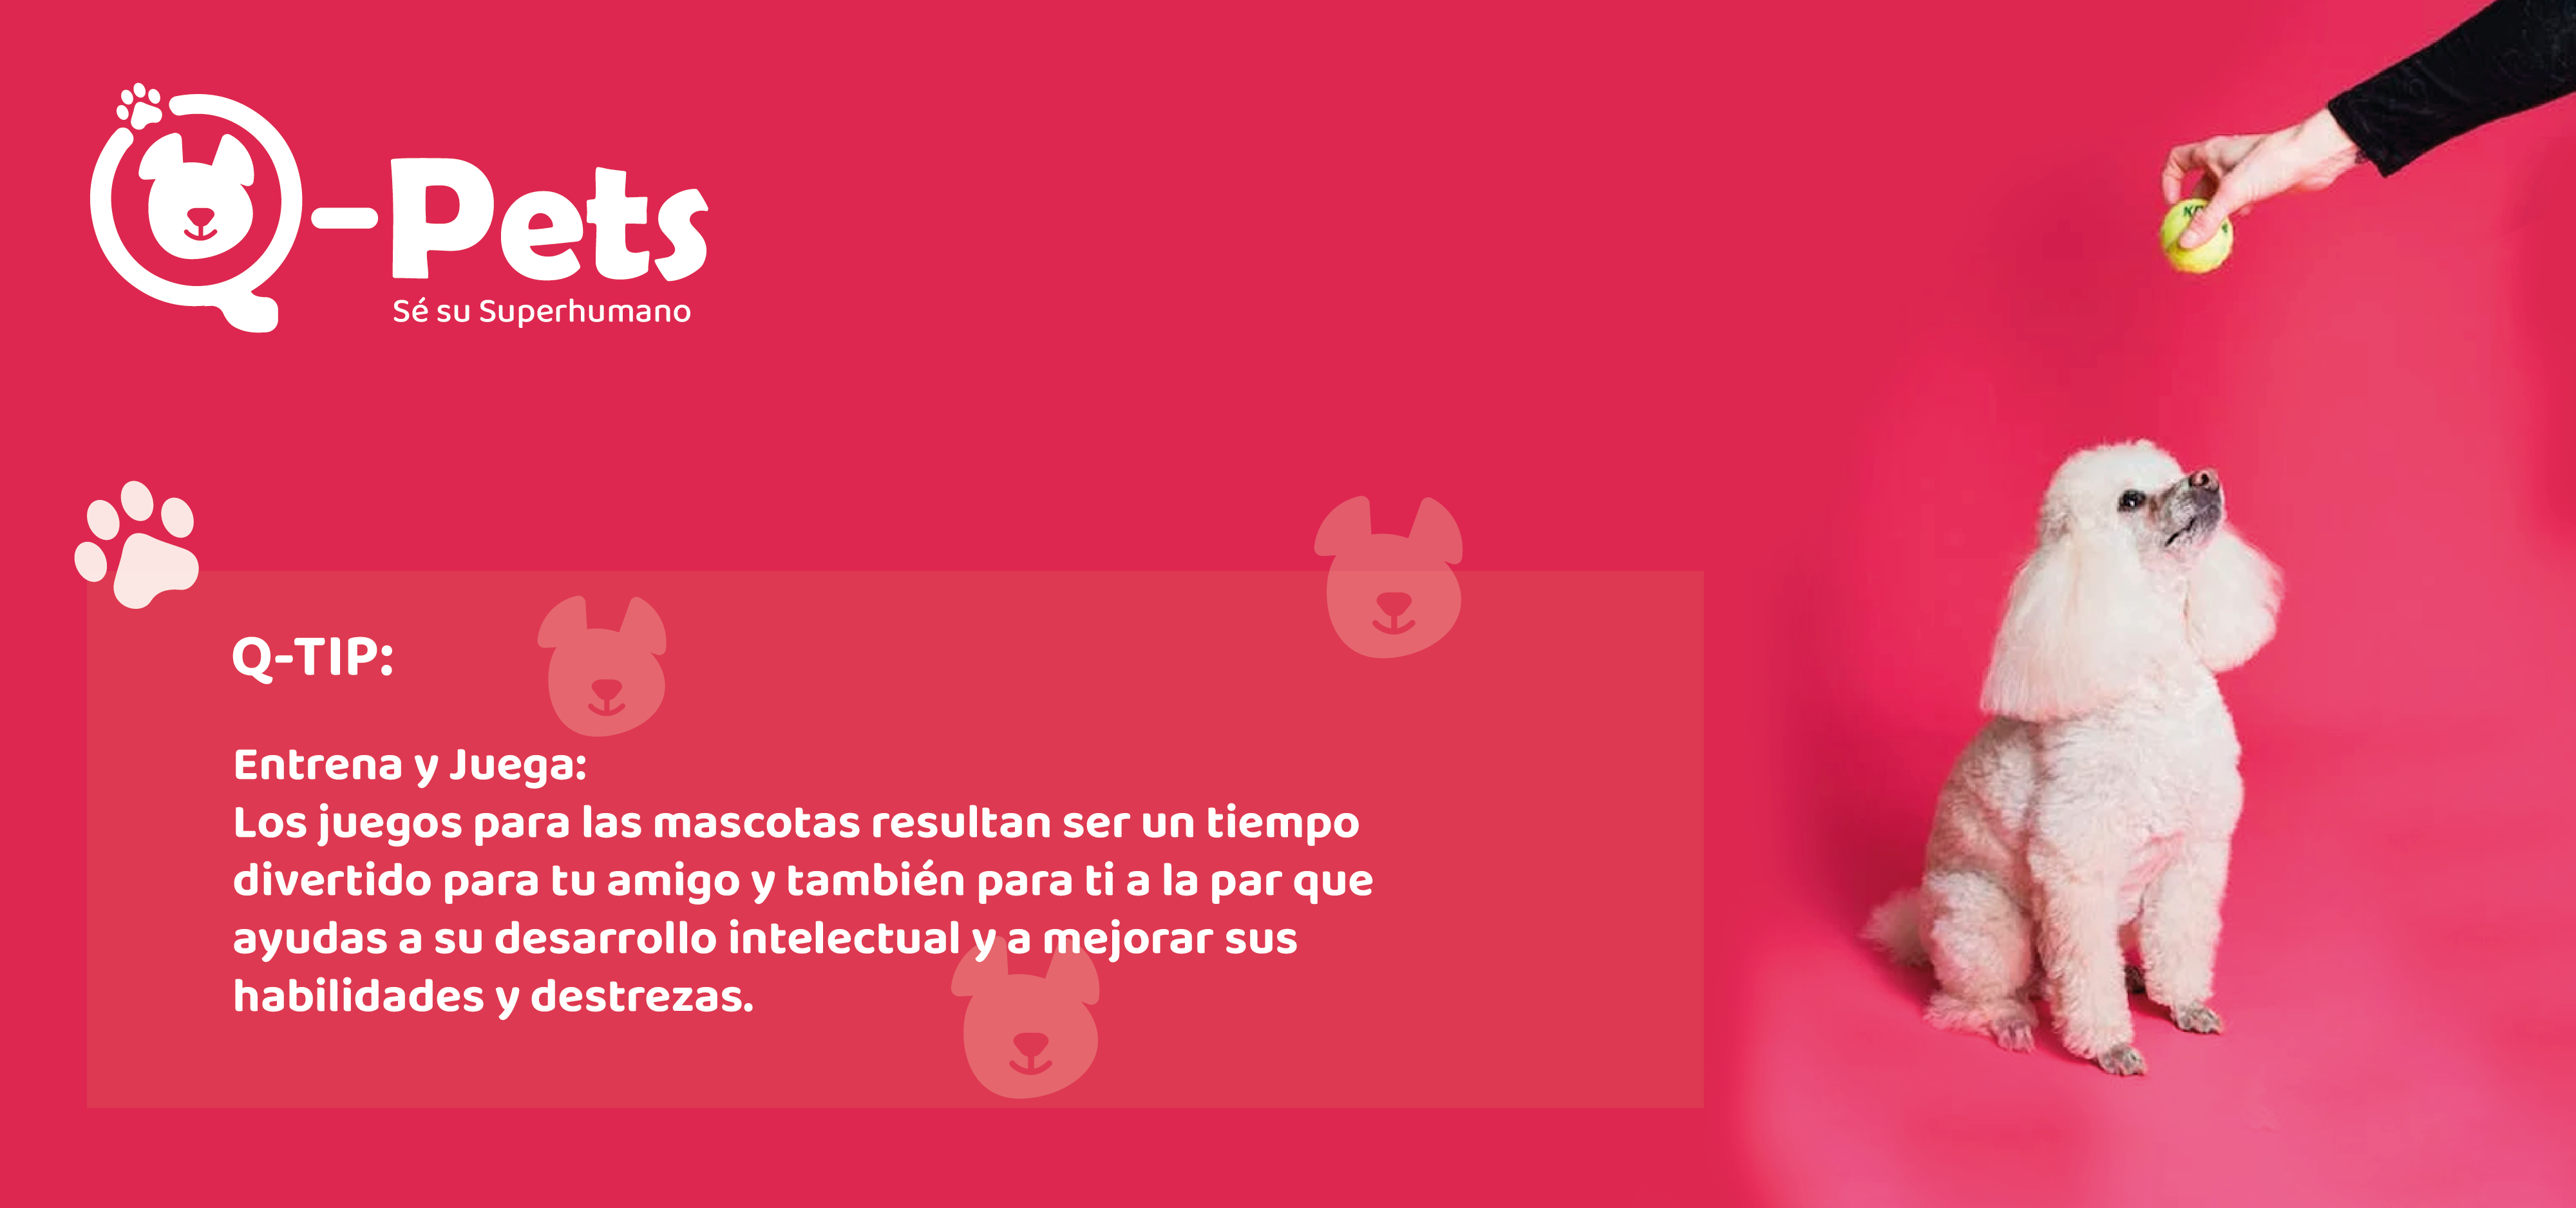 Q-Pets
Sé su Superhumano
Q-TIP:
Entrena y Juega:
Los juegos para las mascotas resultan ser un tiempo
divertido para tu amigo y también para ti a la par que
ayudas a su desarrollo intelectual y a mejorar sus
habilidades y destrezas.